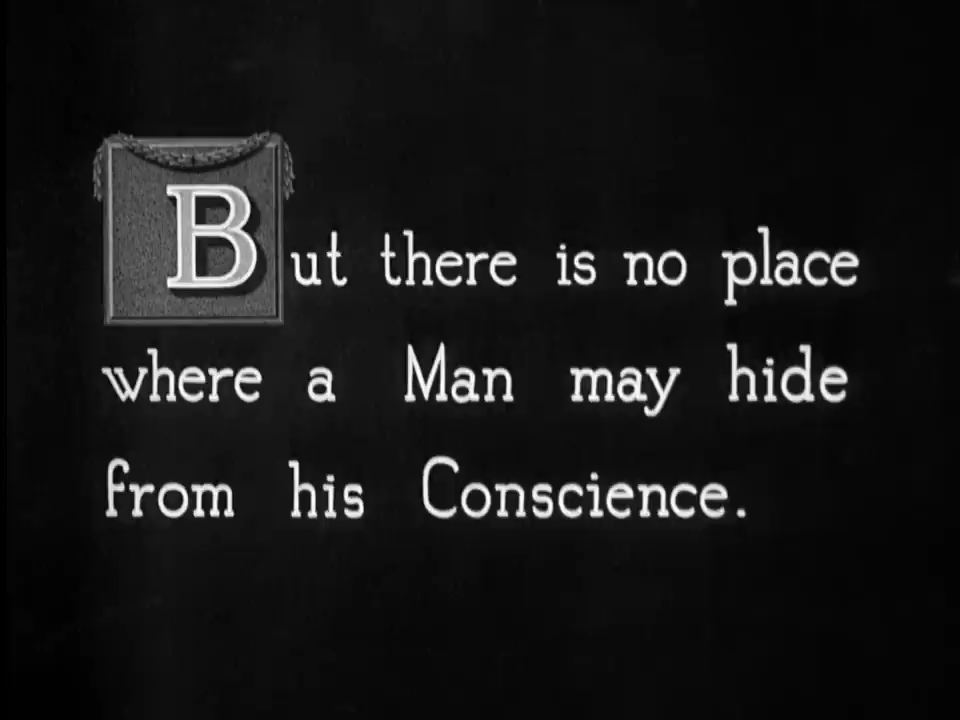 But there is no place
where a Man may hide
from his Conscience.